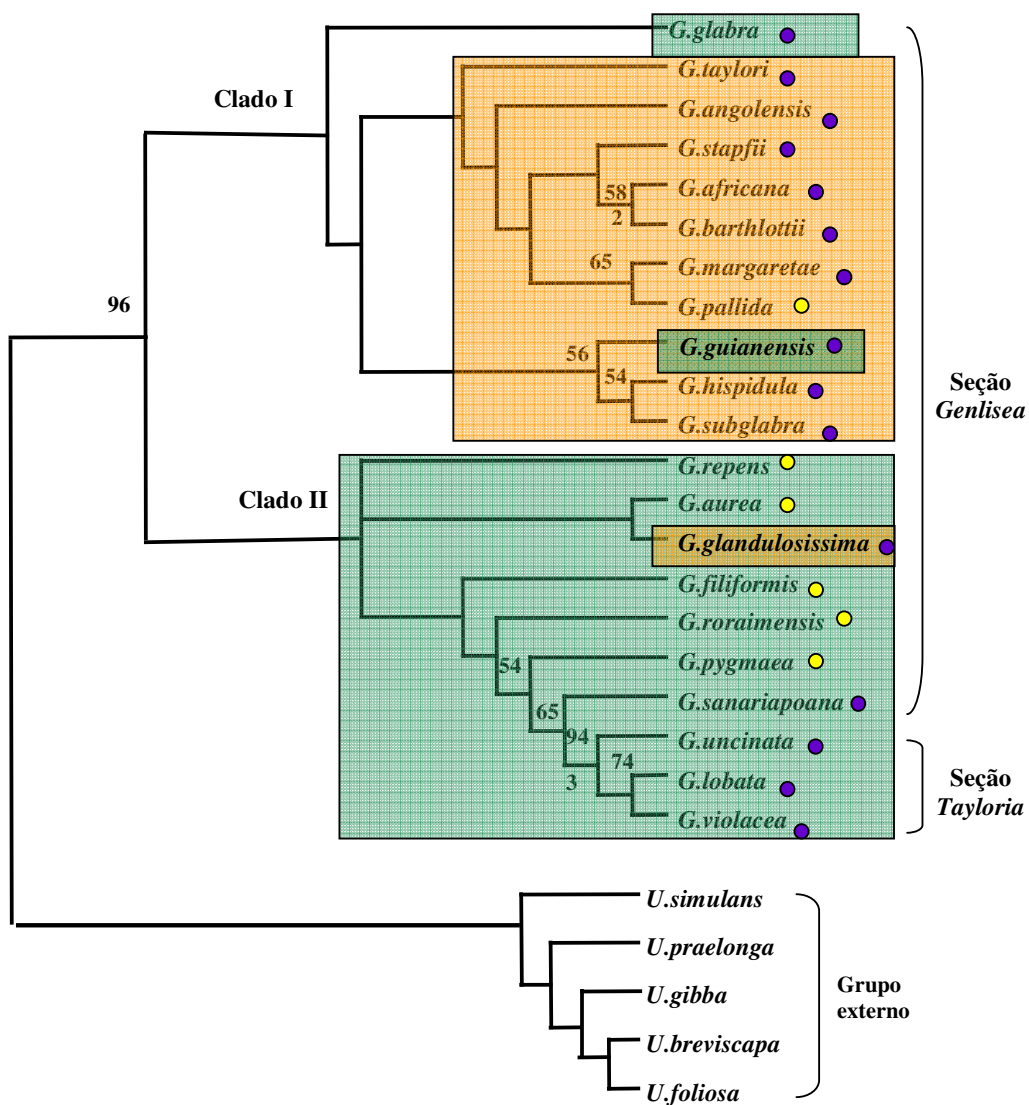 G.glabra
G.taylori
Clado I
G.angolensis
G.stapfii
58
G.africana
2
G.barthlottii
65
G.margaretae
96
G.pallida
56
G.guianensis
54
G.hispidula
Seção
Genlisea
G.subglabra
G.repens
Clado II
G.aurea
G.glandulosissima
G.filiformis
G.roraimensis
54
G.pygmaea
65
G.sanariapoana
94
G.uncinata
74
3
G.lobata
Seção
Tayloria
G.violacea
U.simulans
U.praelonga
U.gibba
Grupo
externo
U.breviscapa
U.foliosa